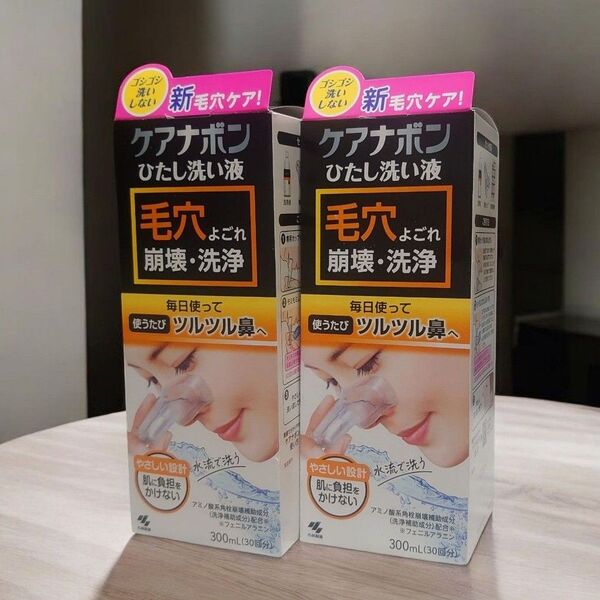 ゴシゴシ
洗い
しない
新毛穴ケア!
ケアナボン
ひたし洗い液
毛穴よごれ
崩壊・洗浄
毎日使って
使うたび ツルツル鼻へ
やさしい設計
肌に負担を
かけない
水流で洗う
アミノ酸系角栓崩壊補助成分
(洗浄補助成分)配合※
※フェニルアラニン
300mL(30回分)
ゴシゴシ
洗い
しない
新毛穴ケア!
ケアナボン
ひたし洗い液
毛穴よごれ
崩壊・洗浄
毎日使って
使うたび ツルツル鼻へ
やさしい設計
肌に負担を
かけない
水流で洗う
アミノ酸系角栓崩壊補助成分
(洗浄補助成分)配合※
※フェニルアラニン
300mL(30回分)